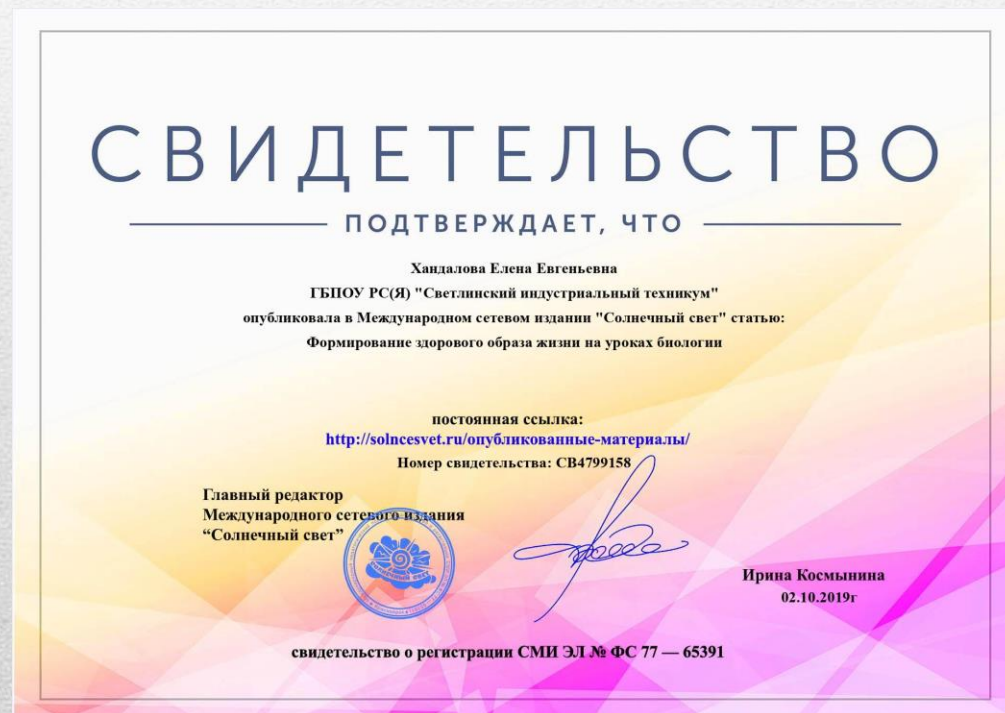 СВИДЕТЕЛЬСТВО
ПОДТВЕРЖДАЕТ, ЧТО
Хандалова Елена Евгеньевна
ГБПОУ РС(Я) "Светлинский индустриальный техникум"
опубликовала в Международном сетевом издании "Солнечный свет" статью:
Формирование здорового образа жизни на уроках биологии
постоянная ссылка:
http://solncesvet.ru/опубликованные-материалы/
Номер свидетельства: СВ4799158
Главный редактор
Международного сетевого издания
“Солнечный свет”
солнечный свет
Ирина Космынина
02.10.2019г
свидетельство о регистрации СМИ ЭЛ № ФС 77 — 65391